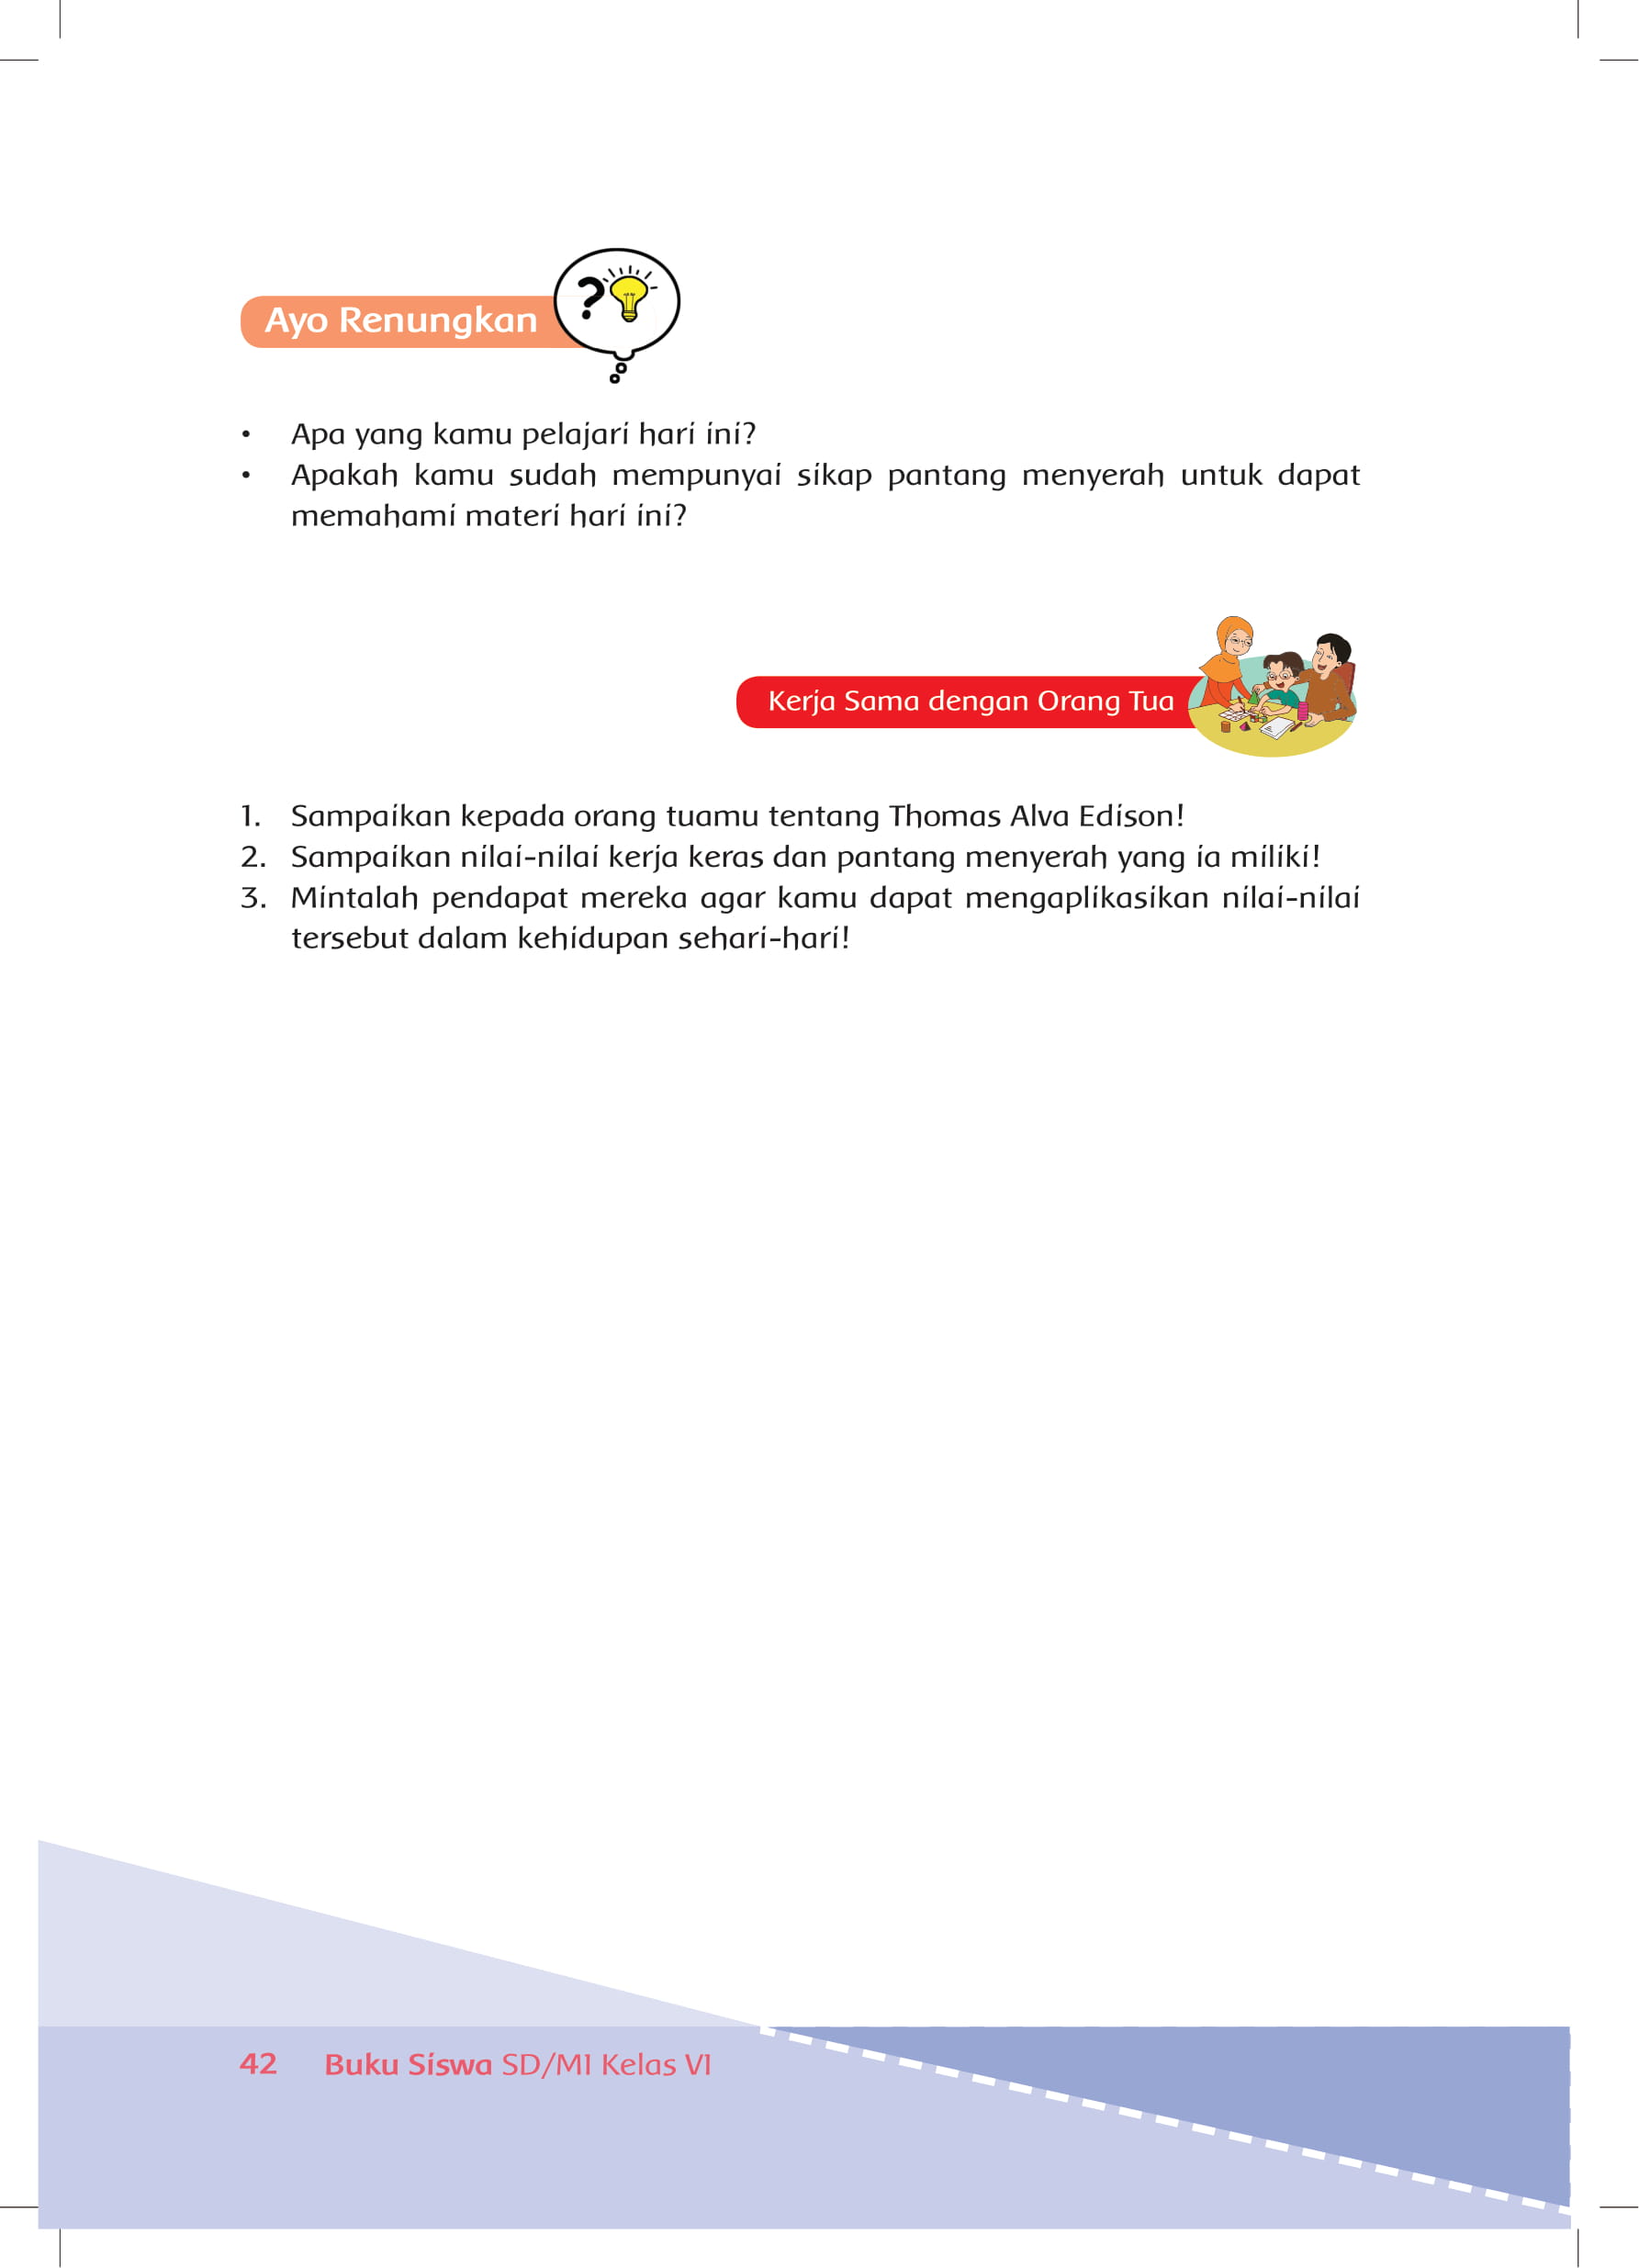 Ayo Renungkan
?
• Apa yang kamu pelajari hari ini?
• Apakah kamu sudah mempunyai sikap pantang menyerah untuk dapat
memahami materi hari ini?
Kerja Sama dengan Orang Tua
1. Sampaikan kepada orang tuamu tentang Thomas Alva Edison!
2. Sampaikan nilai-nilai kerja keras dan pantang menyerah yang ia miliki!
3. Mintalah pendapat mereka agar kamu dapat mengaplikasikan nilai-nilai
tersebut dalam kehidupan sehari-hari!
42 Buku Siswa SD/MI Kelas VI